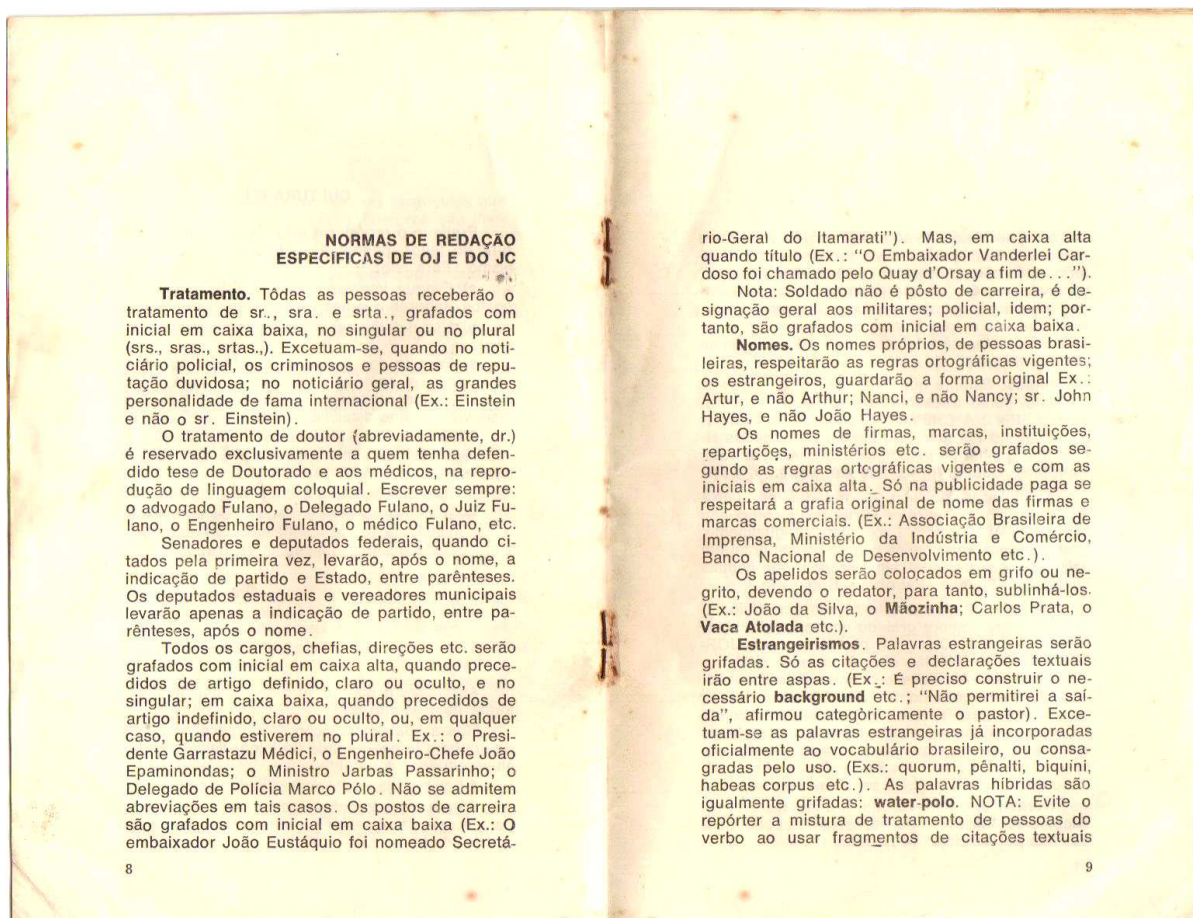 NORMAS DE REDAÇÃO
ESPECÍFICAS DE OJ E DO JC
Tratamento. Tôdas as pessoas receberão o
tratamento de sr., sra. e srta., grafados com
inicial em caixa baixa, no singular ou no plural
(srs., sras., srtas.,). Excetuam-se, quando no noti-
ciário policial, os criminosos e pessoas de repu-
tação duvidosa; no noticiário geral, as grandes
personalidade de fama internacional (Ex.: Einstein
e não o sr. Einstein).
O tratamento de doutor (abreviadamente, dr.)
é reservado exclusivamente a quem tenha defen-
dido tese de Doutorado e aos médicos, na repro-
dução de linguagem coloquial. Escrever sempre:
o advogado Fulano, o Delegado Fulano, o Juiz Fu-
lano, o Engenheiro Fulano, o médico Fulano, etc.
Senadores e deputados federais, quando ci-
tados pela primeira vez, levarão, após o nome, a
indicação de partido e Estado, entre parênteses.
Os deputados estaduais e vereadores municipais
levarão apenas a indicação de partido, entre pa-
rênteses, após o nome.
Todos os cargos, chefias, direções etc. serão
grafados com inicial em caixa alta, quando prece-
didos de artigo definido, claro ou oculto, e no
singular; em caixa baixa, quando precedidos de
artigo indefinido, claro ou oculto, ou, em qualquer
caso, quando estiverem no plural. Ex.: o Presi-
dente Garrastazu Médici, o Engenheiro-Chefe João
Epaminondas; o Ministro Jarbas Passarinho; o
Delegado de Polícia Marco Pólo. Não se admitem
abreviações em tais casos. Os postos de carreira
são grafados com inicial em caixa baixa (Ex.: O
embaixador João Eustáquio foi nomeado Secretá-
8
rio-Geral do Itamarati"). Mas, em caixa alta
quando título (Ex.: "O Embaixador Vanderlei Car-
doso foi chamado pelo Quay d'Orsay a fim de...").
Nota: Soldado não é pôsto de carreira, é de-
signação geral aos militares; policial, idem; por-
tanto, são grafados com inicial em caixa baixa.
Nomes. Os nomes próprios, de pessoas brasi-
leiras, respeitarão as regras ortográficas vigentes;
os estrangeiros, guardarão a forma original Ex.:
Artur, e não Arthur; Nanci, e não Nancy; sr. John
Hayes, e não João Hayes.
Os nomes de firmas, marcas, instituições,
repartições, ministérios etc. serão grafados se-
gundo as regras ortográficas vigentes e com as
iniciais em caixa alta. Só na publicidade paga se
respeitará a grafia original de nome das firmas e
marcas comerciais. (Ex.: Associação Brasileira de
Imprensa, Ministério da Indústria e Comércio,
Banco Nacional de Desenvolvimento etc.).
Os apelidos serão colocados em grifo ou ne-
grito, devendo o redator, para tanto, sublinhá-los.
(Ex.: João da Silva, o Mãozinha; Carlos Prata, o
Vaca Atolada etc.).
Estrangeirismos. Palavras estrangeiras serão
grifadas. Só as citações e declarações textuais
irão entre aspas. (Ex.: É preciso construir o ne-
cessário background etc.; "Não permitirei a saí-
da", afirmou categòricamente o pastor). Exce-
tuam-se as palavras estrangeiras já incorporadas
oficialmente ao vocabulário brasileiro, ou consa-
gradas pelo uso. (Exs.: quorum, pênalti, biquíni,
habeas corpus etc.). As palavras híbridas são
igualmente grifadas: water-polo. NOTA: Evite o
repórter a mistura de tratamento de pessoas do
verbo ao usar fragmentos de citações textuais
9